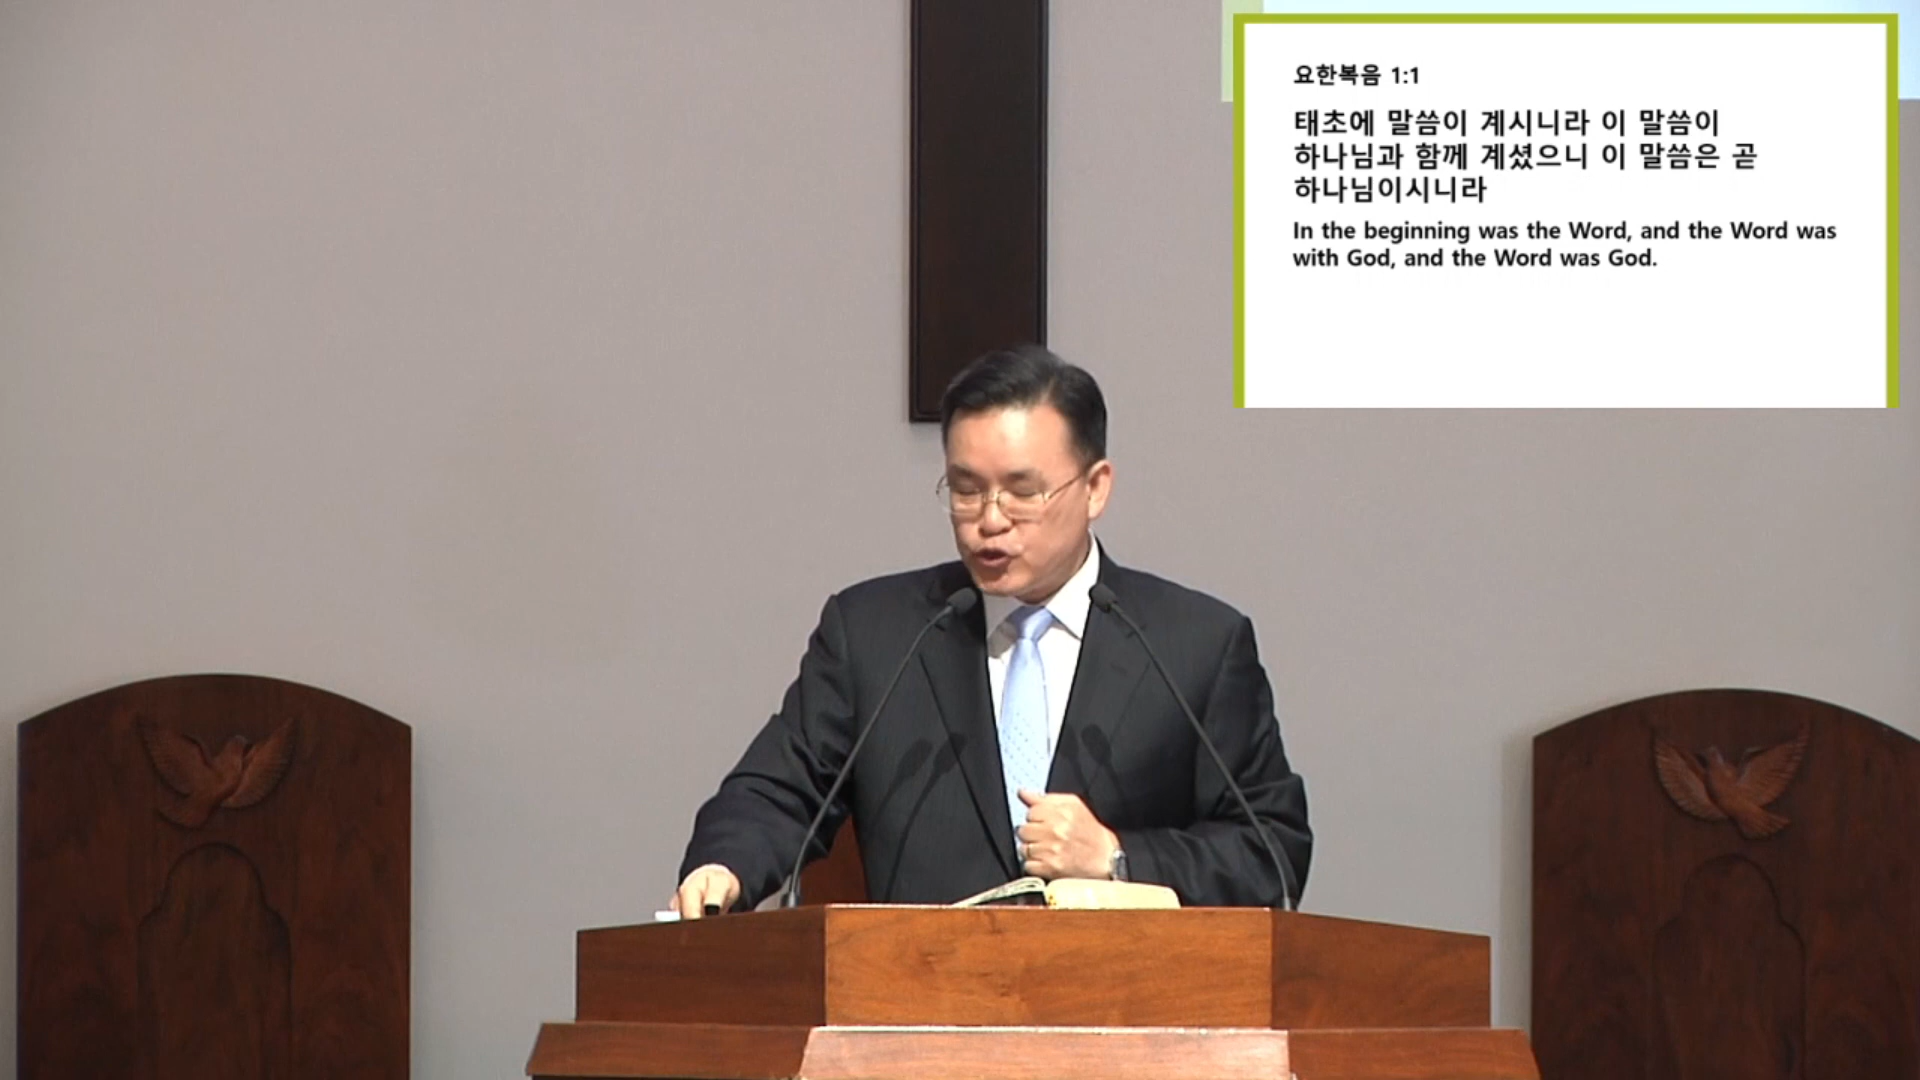 요한복음 1:1
태초에 말씀이 계시니라 이 말씀이
하나님과 함께 계셨으니 이 말씀은 곧
하나님이시니라
In the beginning was the Word, and the Word was
with God, and the Word was God.